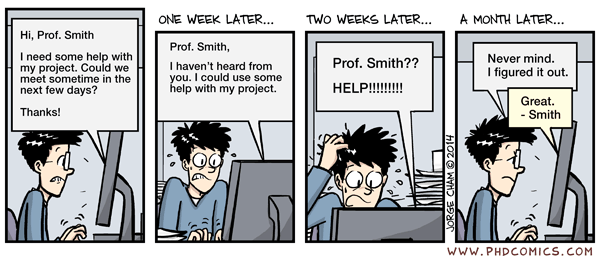 Hi, Prof. Smith
I need some help with
my project. Could we
meet sometime in the
next few days?
Thanks!
ONE WEEK LATER...
Prof. Smith,
I haven't heard from
you. I could use some
help with my project.
TWO WEEKS LATER...
Prof. Smith??
HELP!!!!!!!!!
JORGE CHAM © 2014
A MONTH LATER...
Never mind.
I figured it out.
Great.
- Smith
WWW.PHDCOMICS.COM